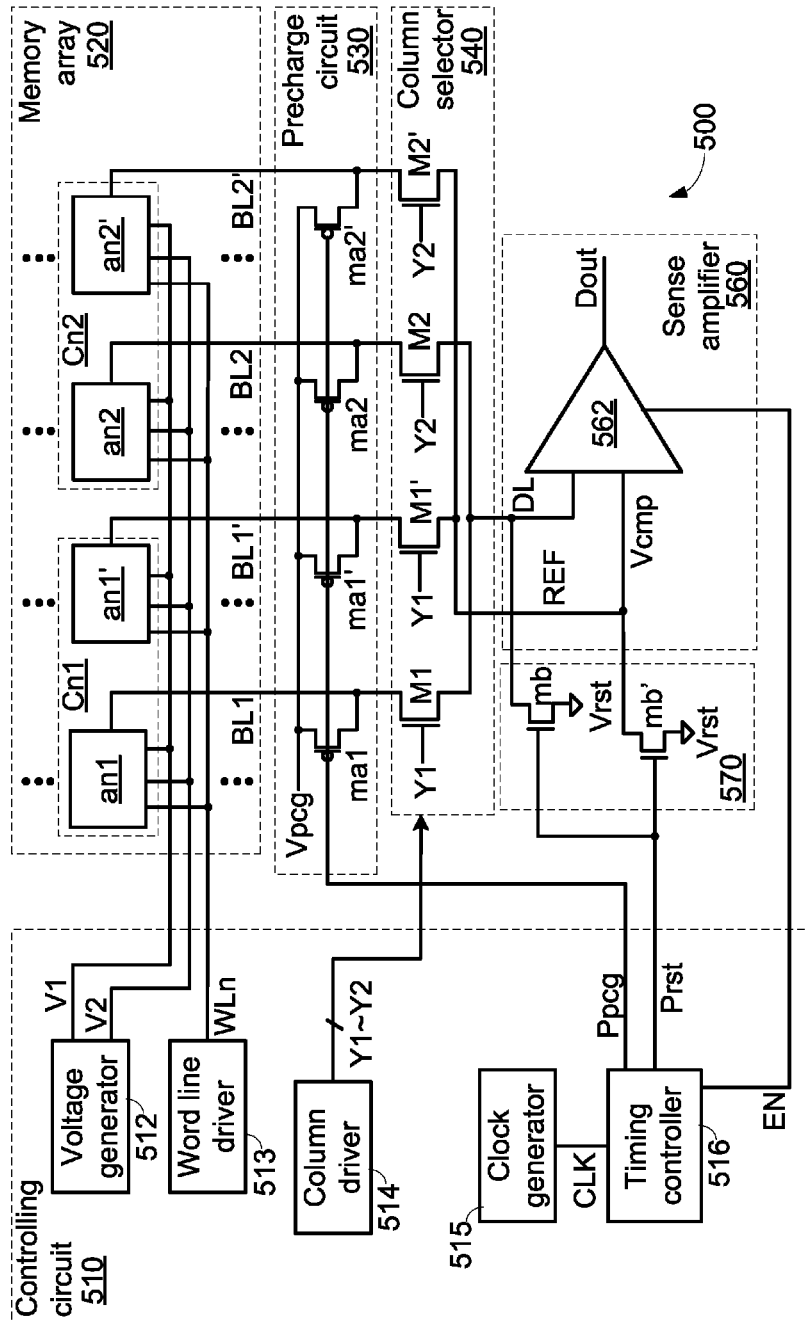 Controlling
circuit
510
Voltage
generator
512
V1
V2
Word line
driver
513
WLn
Column
driver
514
Y1~Y2
Clock
generator
515
CLK
Timing
controller
516
Ppcg
Prst
EN
Memory
array
520
Cn1
Cn2
an1
an1'
an2
an2'
BL1
BL1'
BL2
BL2'
Precharge
circuit
530
Vpcg
ma1
ma1'
ma2
ma2'
Column
selector
540
M1
M1'
M2
M2'
Y1
Y1
Y2
Y2
mb
Vrst
mb'
Vrst
570
REF
DL
Vcmp
562
Dout
Sense
amplifier
560
500